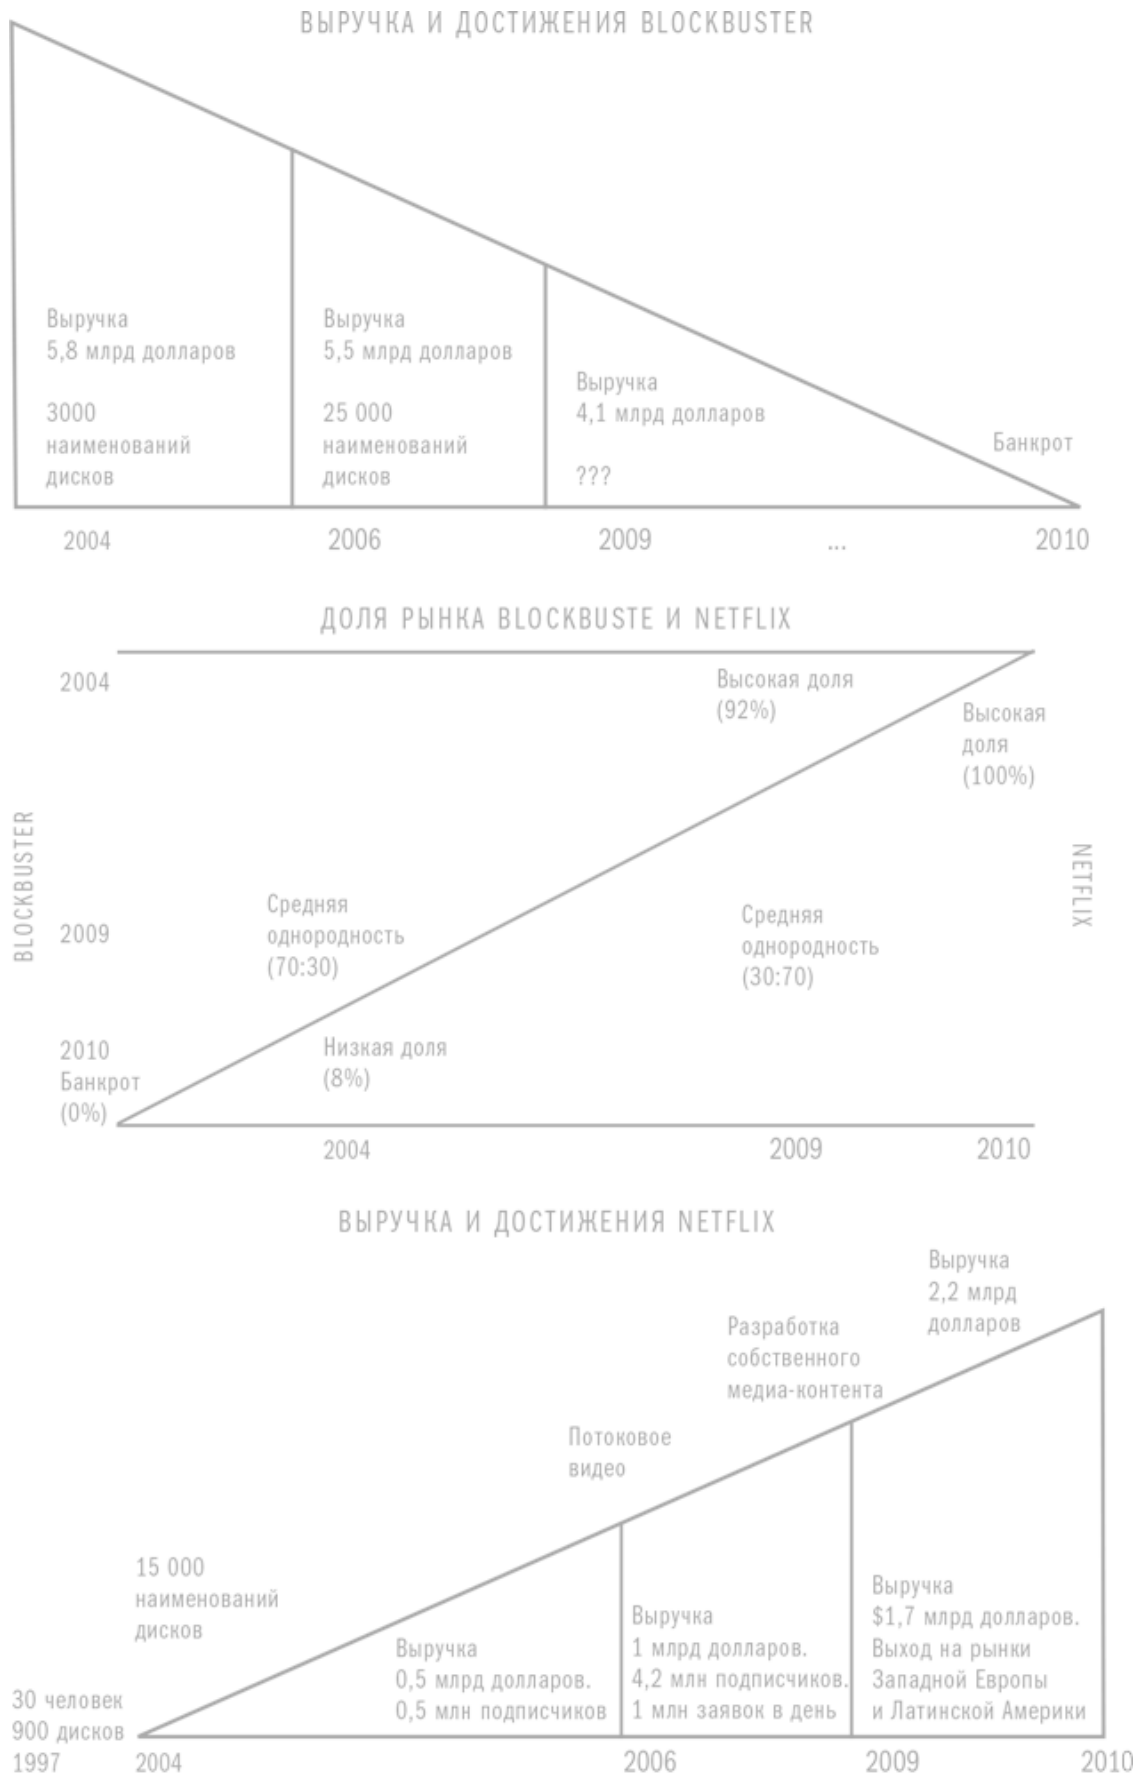 ВЫРУЧКА И ДОСТИЖЕНИЯ BLOCKBUSTER
Выручка
5,8 млрд долларов
3000
наименований
дисков
Выручка
5,5 млрд долларов
25 000
наименований
дисков
Выручка
4,1 млрд долларов
???
Банкрот
2004
2006
2009
...
2010
ДОЛЯ РЫНКА BLOCKBUSTE И NETFLIX
BLOCKBUSTER
2004
Высокая доля
(92%)
Высокая
доля
(100%)
2009
Средняя
однородность
(70:30)
Средняя
однородность
(30:70)
NETFLIX
2010
Банкрот
(0%)
Низкая доля
(8%)
2004
2009
2010
ВЫРУЧКА И ДОСТИЖЕНИЯ NETFLIX
Выручка
2,2 млрд
долларов
Разработка
собственного
медиа-контента
Потоковое
видео
15 000
наименований
дисков
Выручка
0,5 млрд долларов.
0,5 млн подписчиков
Выручка
1 млрд долларов.
4,2 млн подписчиков.
1 млн заявок в день
Выручка
$1,7 млрд долларов.
Выход на рынки
Западной Европы
и Латинской Америки
30 человек
900 дисков
1997
2004
2006
2009
2010